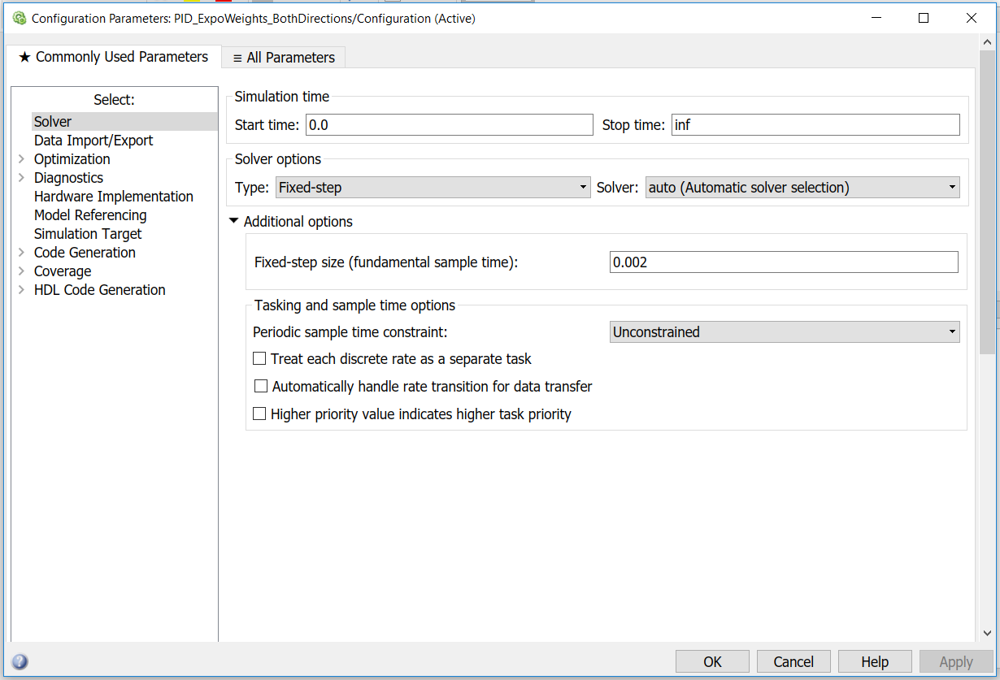 Configuration Parameters: PID_ExpoWeights_BothDirections/Configuration (Active)
★ Commonly Used Parameters
≡ All Parameters
Select:
Solver
Data Import/Export
Optimization
Diagnostics
Hardware Implementation
Model Referencing
Simulation Target
Code Generation
Coverage
HDL Code Generation
Simulation time
Start time: 0.0 Stop time: inf
Solver options
Type: Fixed-step Solver: auto (Automatic solver selection)
Additional options
Fixed-step size (fundamental sample time): 0.002
Tasking and sample time options
Periodic sample time constraint: Unconstrained
Treat each discrete rate as a separate task
Automatically handle rate transition for data transfer
Higher priority value indicates higher task priority
? OK Cancel Help Apply